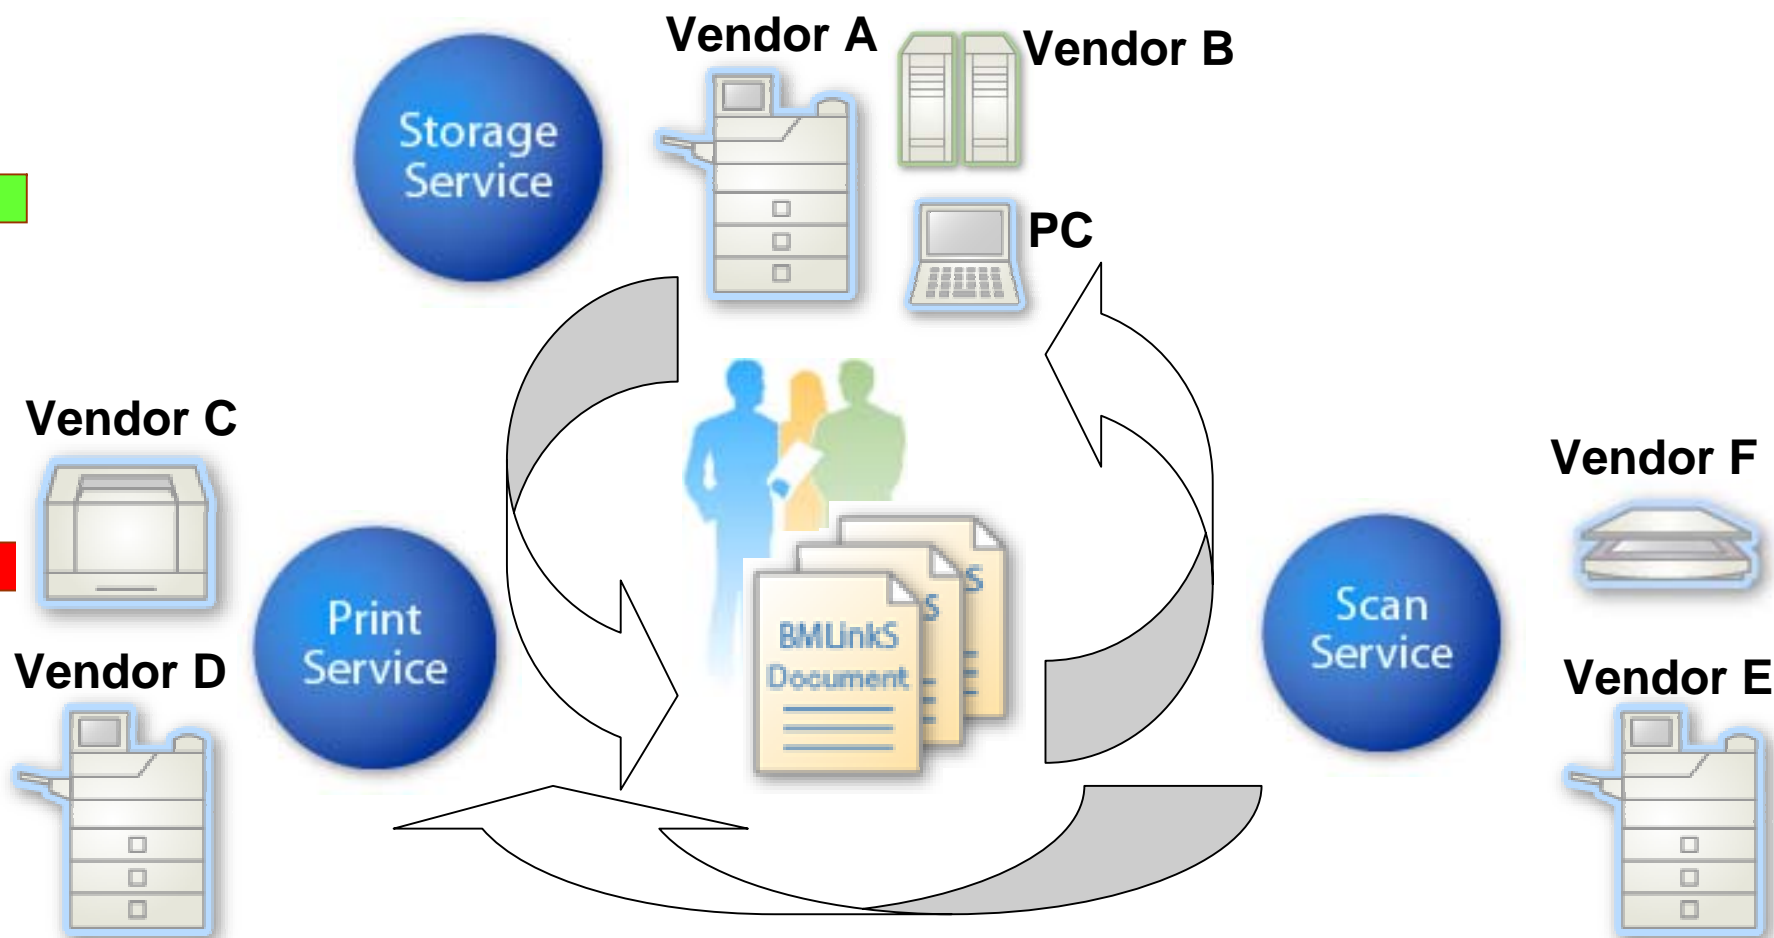 Vendor A
Vendor B
Storage
Service
PC
Vendor C
Vendor F
Print
Service
Scan
Service
Vendor D
Vendor E
BMLinkS
Document
S
S